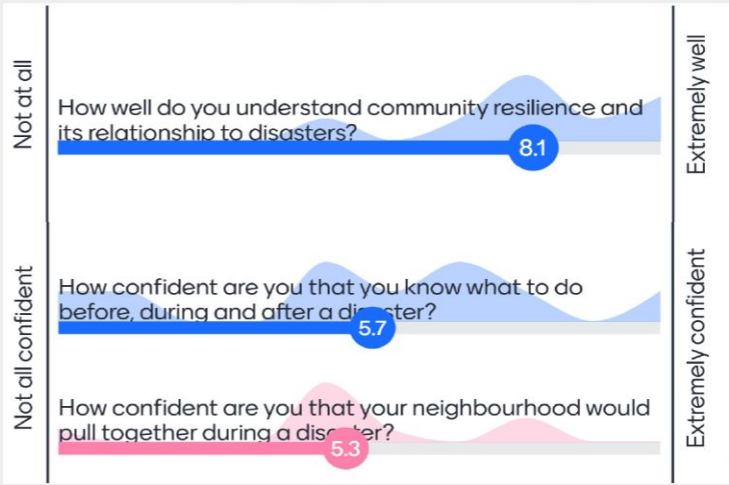 Not at all
How well do you understand community resilience and
its relationship to disasters?
8.1
Extremely well
Not all confident
How confident are you that you know what to do
before, during and after a disaster?
5.7
How confident are you that your neighbourhood would
pull together during a disaster?
5.3
Extremely confident